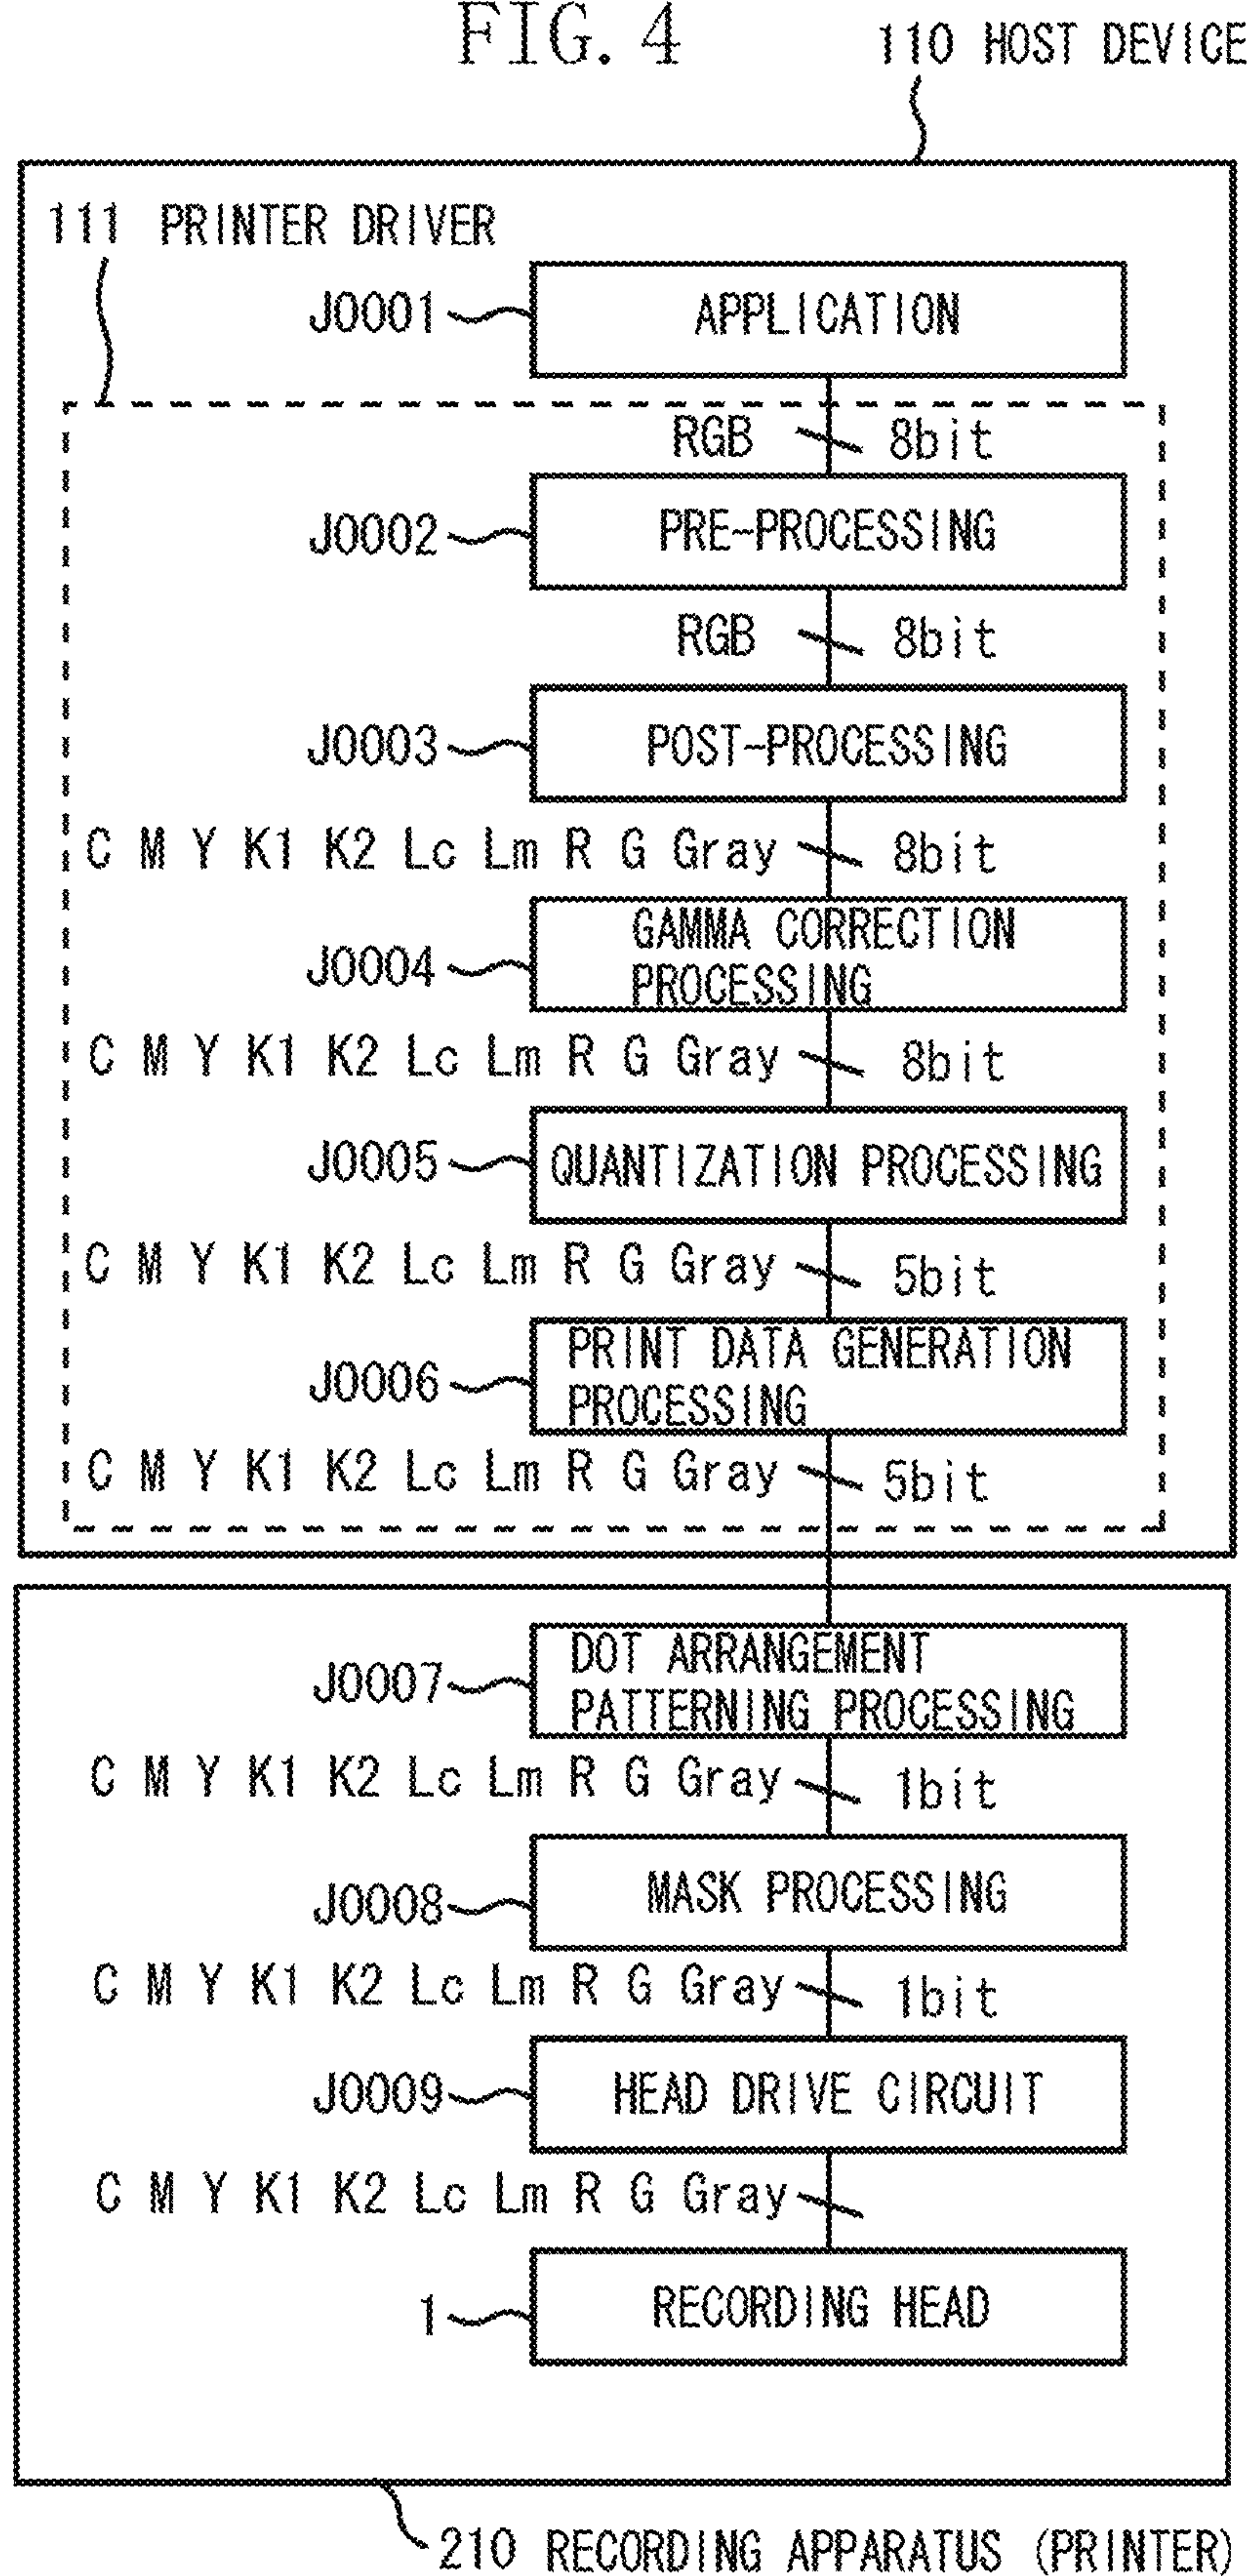 FIG. 4
110 HOST DEVICE
111 PRINTER DRIVER
J0001 APPLICATION
RGB 8bit
J0002 PRE-PROCESSING
RGB 8bit
J0003 POST-PROCESSING
C M Y K1 K2 Lc Lm R G Gray 8bit
J0004 GAMMA CORRECTION
PROCESSING
C M Y K1 K2 Lc Lm R G Gray 8bit
J0005 QUANTIZATION PROCESSING
C M Y K1 K2 Lc Lm R G Gray 5bit
J0006 PRINT DATA GENERATION
PROCESSING
C M Y K1 K2 Lc Lm R G Gray 5bit
J0007 DOT ARRANGEMENT
PATTERNING PROCESSING
C M Y K1 K2 Lc Lm R G Gray 1bit
J0008 MASK PROCESSING
C M Y K1 K2 Lc Lm R G Gray 1bit
J0009 HEAD DRIVE CIRCUIT
C M Y K1 K2 Lc Lm R G Gray
1 RECORDING HEAD
210 RECORDING APPARATUS (PRINTER)